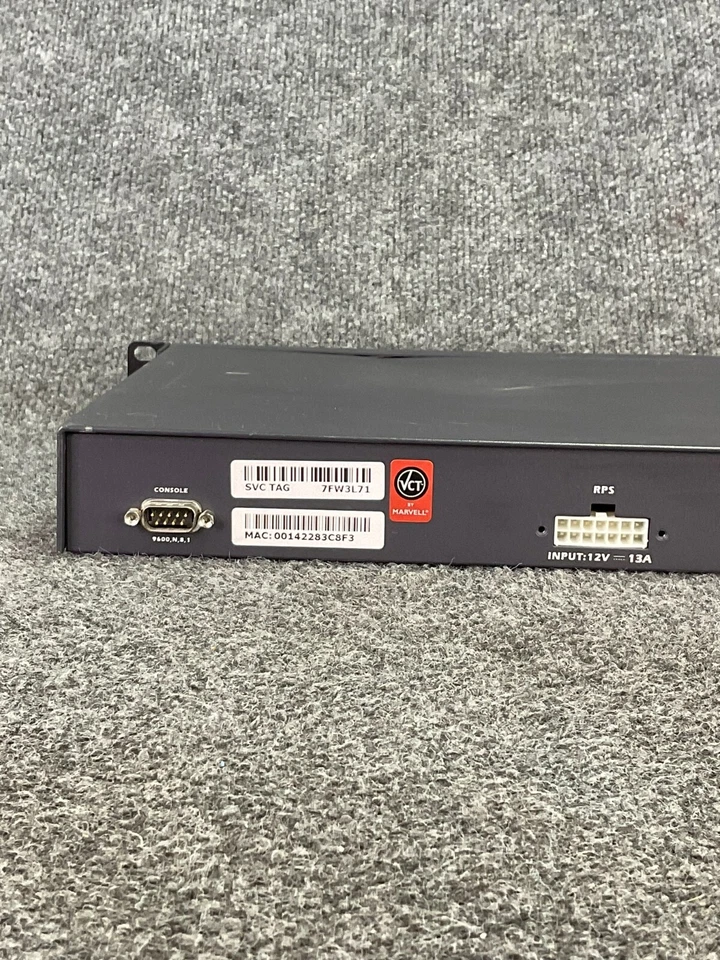 CONSOLE
9600,N,8,1
SVC TAG 7FW3L71
MAC: 00142283C8F3
VCT
BY
MARVELL®
RPS
INPUT:12V ⎓ 13A